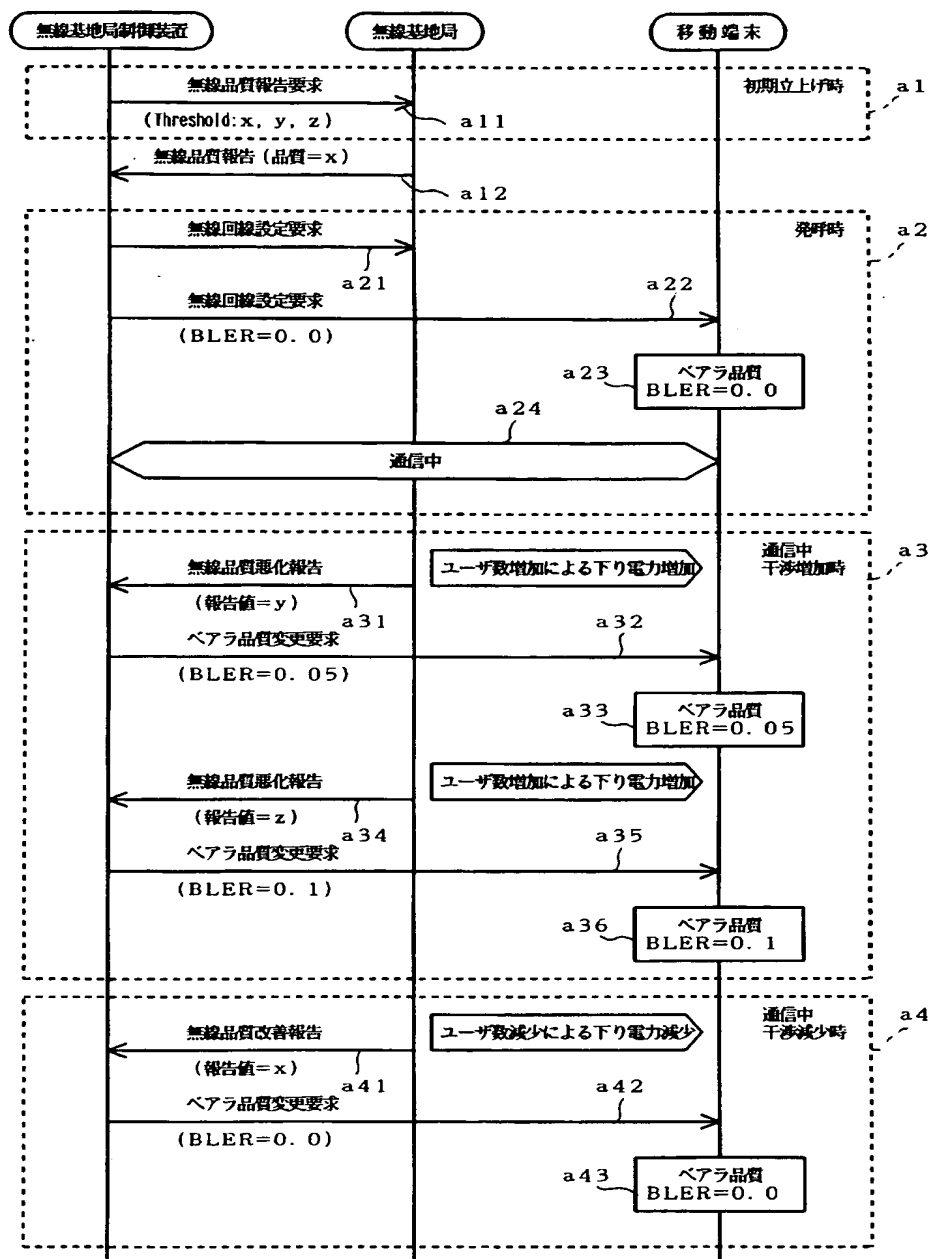 無線基地局制御装置 無線基地局 移動端末
無線品質報告要求 初期立上げ時 a1
(Threshold:x, y, z) a11
無線品質報告(品質=x)
a12
無線回線設定要求 発呼時 a2
a21
無線回線設定要求 a22
(BLER=0.0)
a23 ベアラ品質
BLER=0.0
a24
通信中
通信中 a3
干渉増加時
無線品質悪化報告 ユーザ数増加による下り電力増加
(報告値=y) a31
ベアラ品質変更要求 a32
(BLER=0.05)
a33 ベアラ品質
BLER=0.05
無線品質悪化報告 ユーザ数増加による下り電力増加
(報告値=z) a34
ベアラ品質変更要求 a35
(BLER=0.1)
a36 ベアラ品質
BLER=0.1
通信中 a4
干渉減少時
無線品質改善報告 ユーザ数減少による下り電力減少
(報告値=x) a41
ベアラ品質変更要求 a42
(BLER=0.0)
a43 ベアラ品質
BLER=0.0